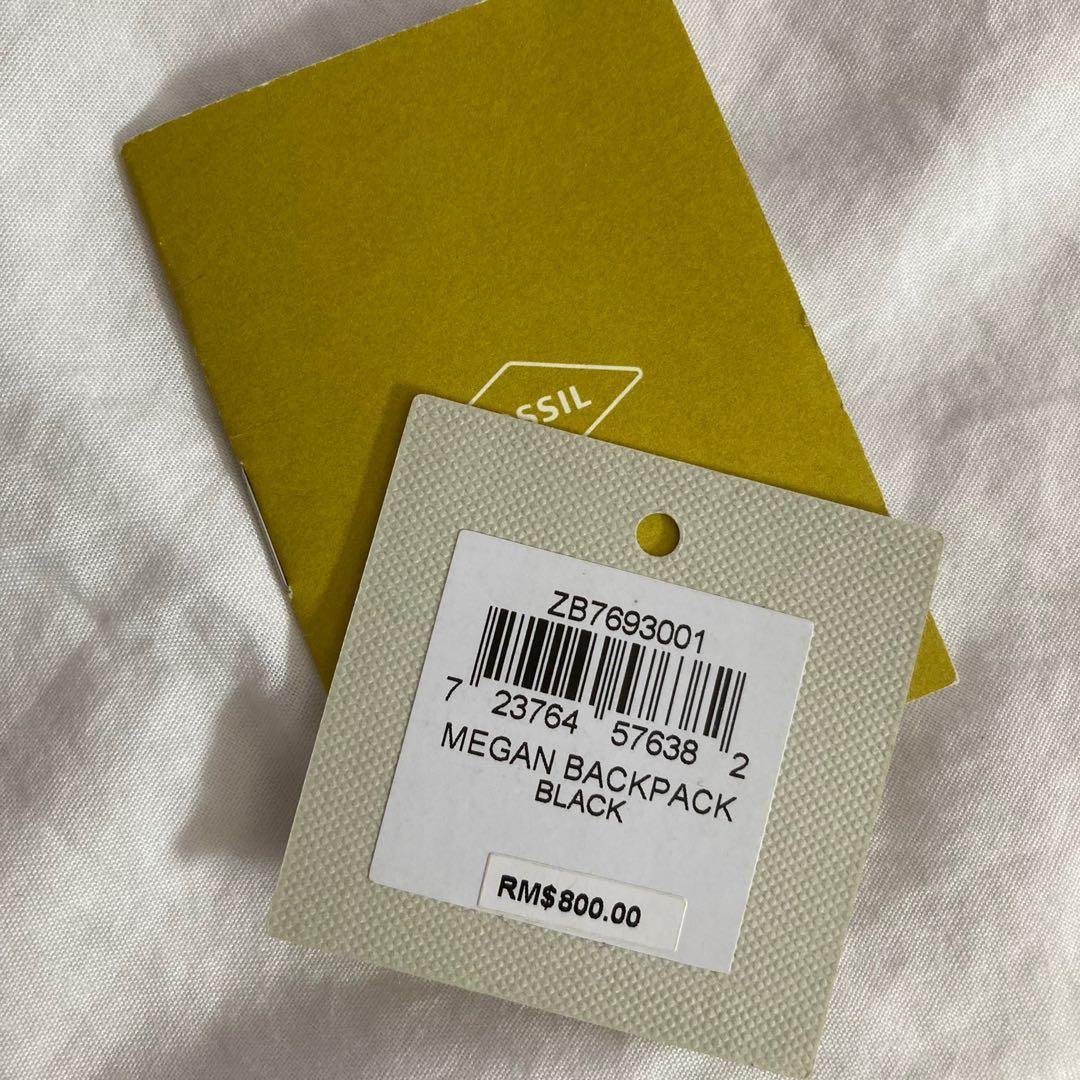 SSIL
ZB7693001
7 23764 57638 2
MEGAN BACKPACK
BLACK
RM$800.00